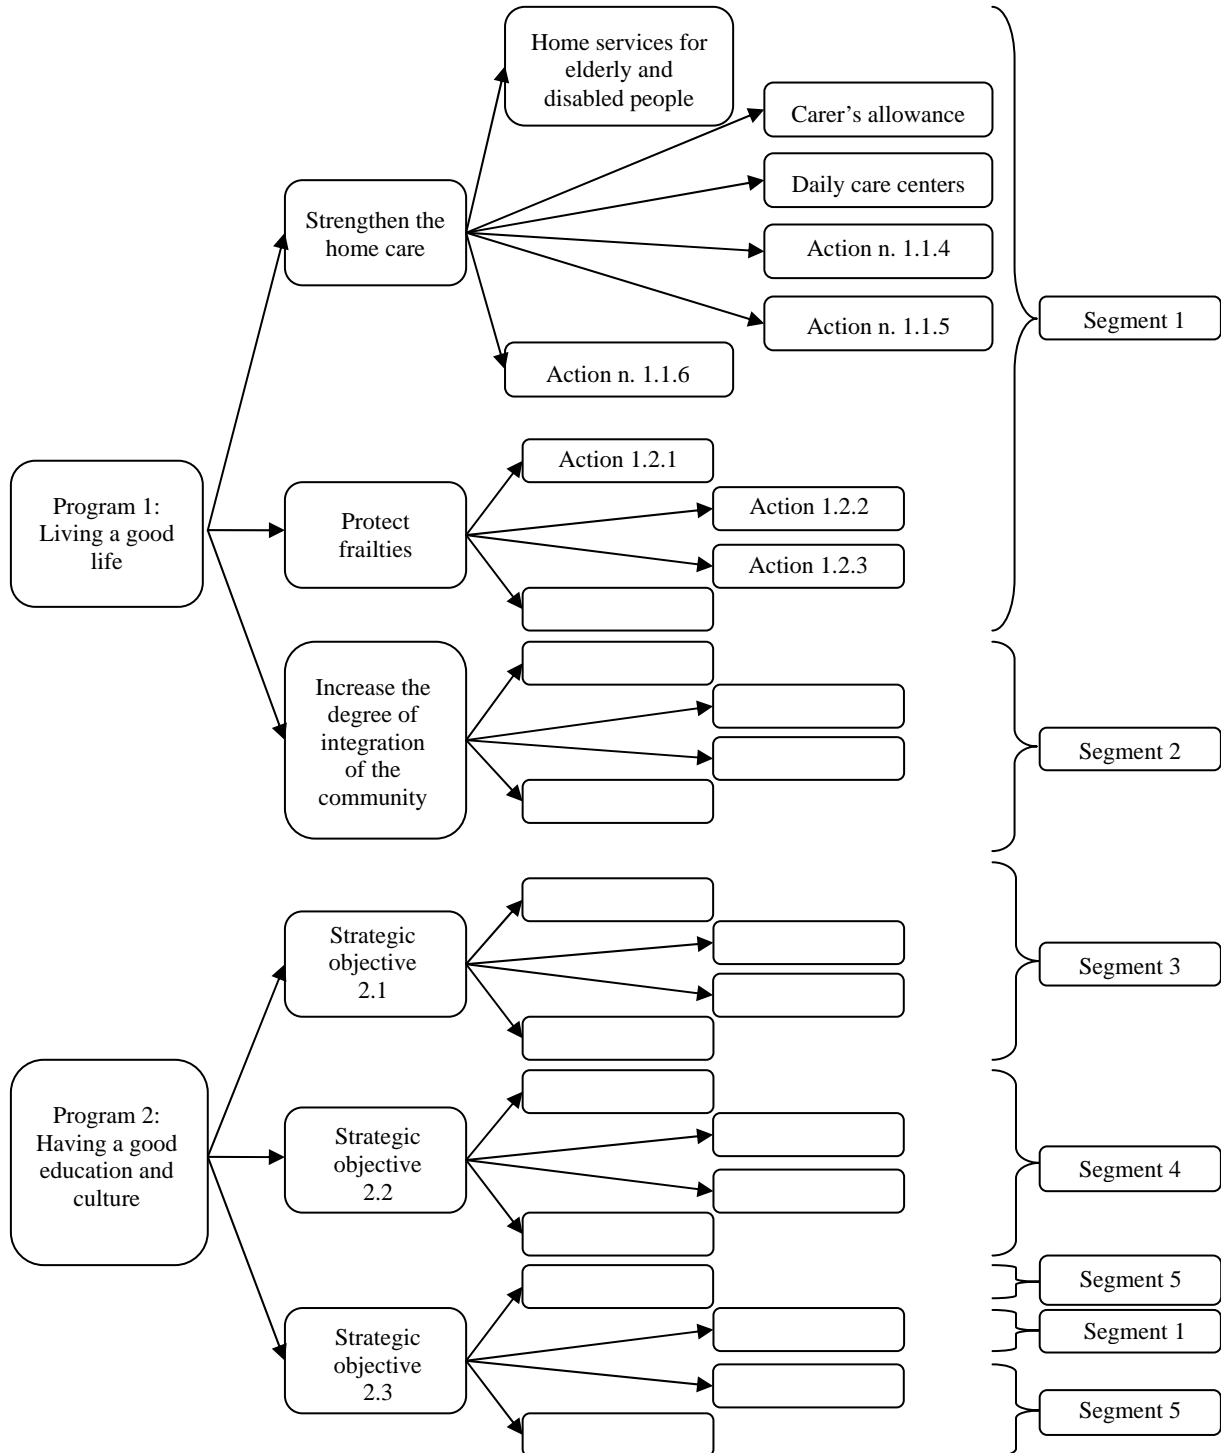 Home services for
elderly and
disabled people
Carer’s allowance
Daily care centers
Strengthen the
home care
Action n. 1.1.4
Action n. 1.1.5
Segment 1
Action n. 1.1.6
Action 1.2.1
Program 1:
Living a good
life
Protect
frailties
Action 1.2.2
Action 1.2.3
Increase the
degree of
integration
of the
community
Segment 2
Strategic
objective
2.1
Segment 3
Program 2:
Having a good
education and
culture
Strategic
objective
2.2
Segment 4
Segment 5
Segment 1
Strategic
objective
2.3
Segment 5